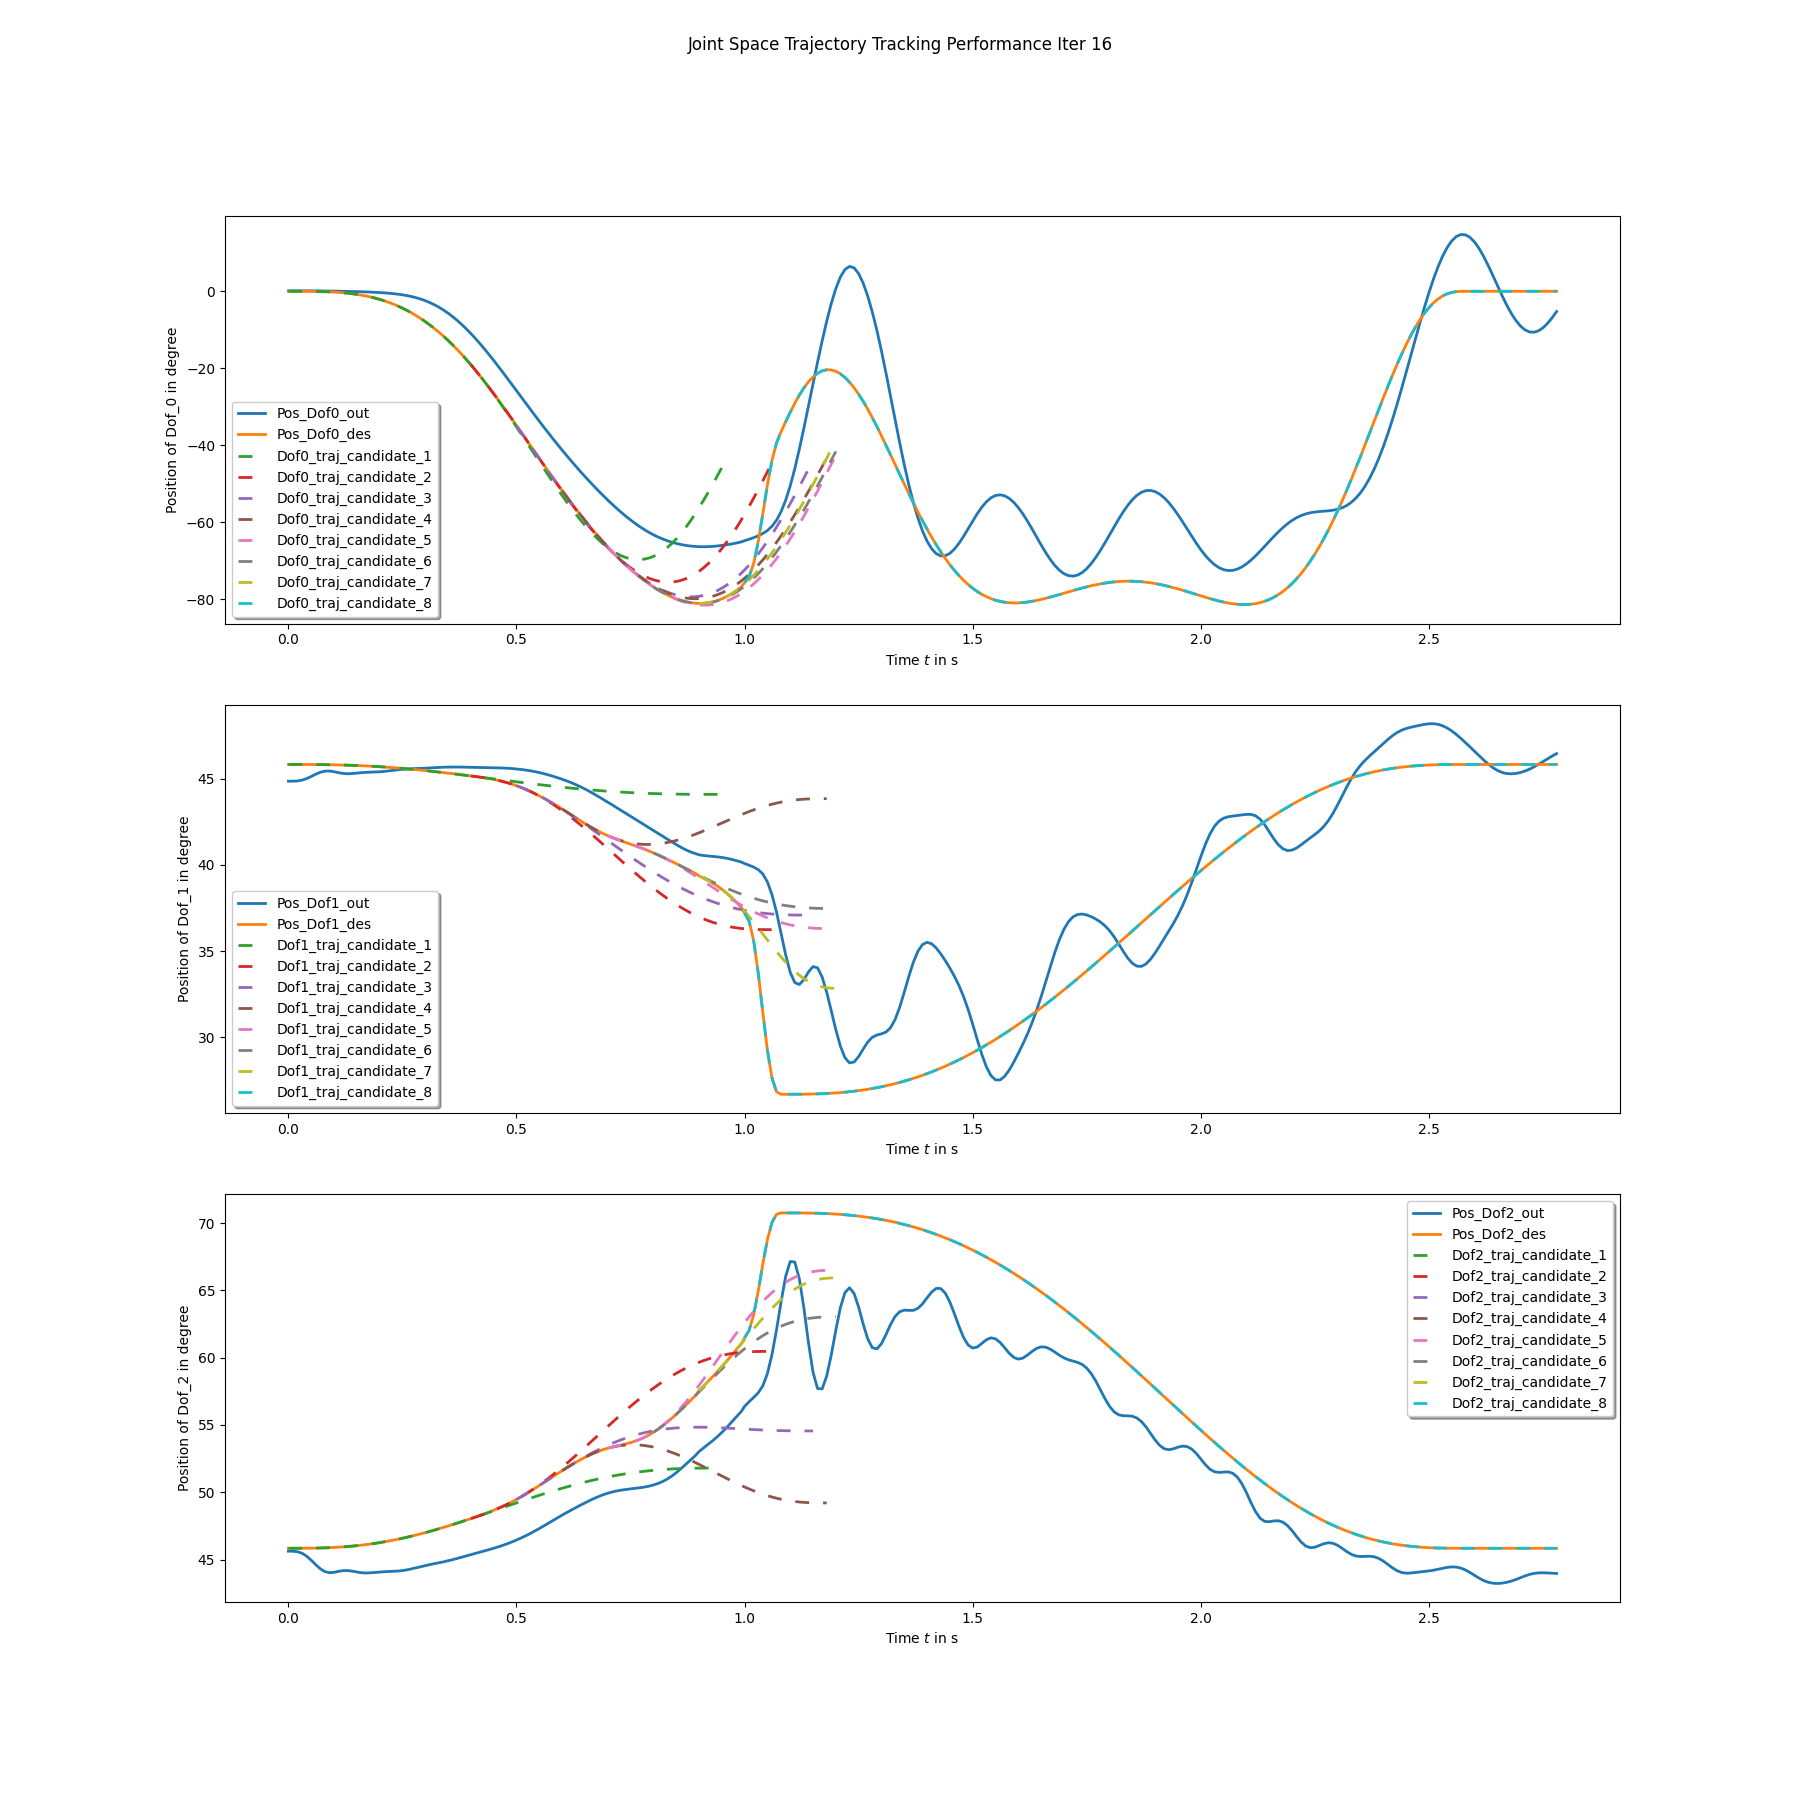 Joint Space Trajectory Tracking Performance Iter 16
Position of Dof_0 in degree
0
−20
−40
−60
−80
Pos_Dof0_out
Pos_Dof0_des
Dof0_traj_candidate_1
Dof0_traj_candidate_2
Dof0_traj_candidate_3
Dof0_traj_candidate_4
Dof0_traj_candidate_5
Dof0_traj_candidate_6
Dof0_traj_candidate_7
Dof0_traj_candidate_8
0.0 0.5 1.0 1.5 2.0 2.5
Time t in s
Position of Dof_1 in degree
45
40
35
30
Pos_Dof1_out
Pos_Dof1_des
Dof1_traj_candidate_1
Dof1_traj_candidate_2
Dof1_traj_candidate_3
Dof1_traj_candidate_4
Dof1_traj_candidate_5
Dof1_traj_candidate_6
Dof1_traj_candidate_7
Dof1_traj_candidate_8
0.0 0.5 1.0 1.5 2.0 2.5
Time t in s
Position of Dof_2 in degree
70
65
60
55
50
45
Pos_Dof2_out
Pos_Dof2_des
Dof2_traj_candidate_1
Dof2_traj_candidate_2
Dof2_traj_candidate_3
Dof2_traj_candidate_4
Dof2_traj_candidate_5
Dof2_traj_candidate_6
Dof2_traj_candidate_7
Dof2_traj_candidate_8
0.0 0.5 1.0 1.5 2.0 2.5
Time t in s